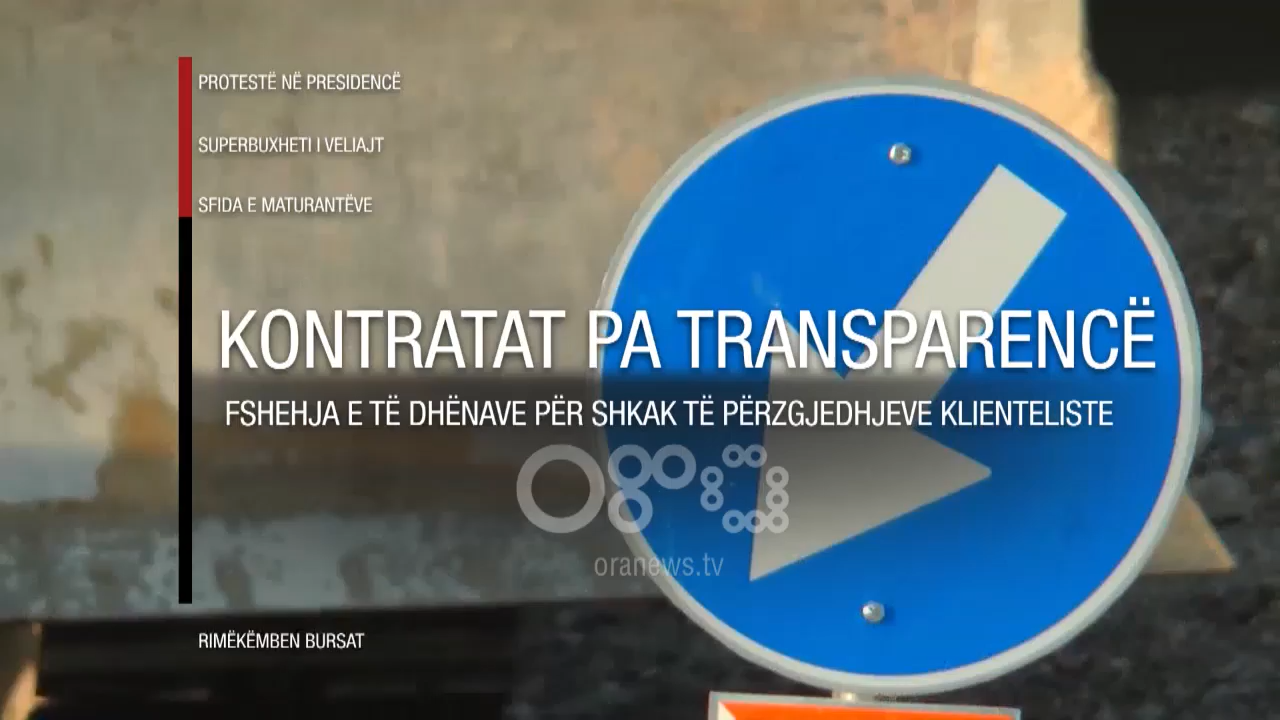 PROTESTË NË PRESIDENCË
SUPERBUXHETI I VELIAJT
SFIDA E MATURANTËVE
KONTRATAT PA TRANSPARENCË
FSHEHJA E TË DHËNAVE PËR SHKAK TË PËRZGJEDHJEVE KLIENTELISTE
ora
oranews.tv
RIMËKËMBEN BURSAT